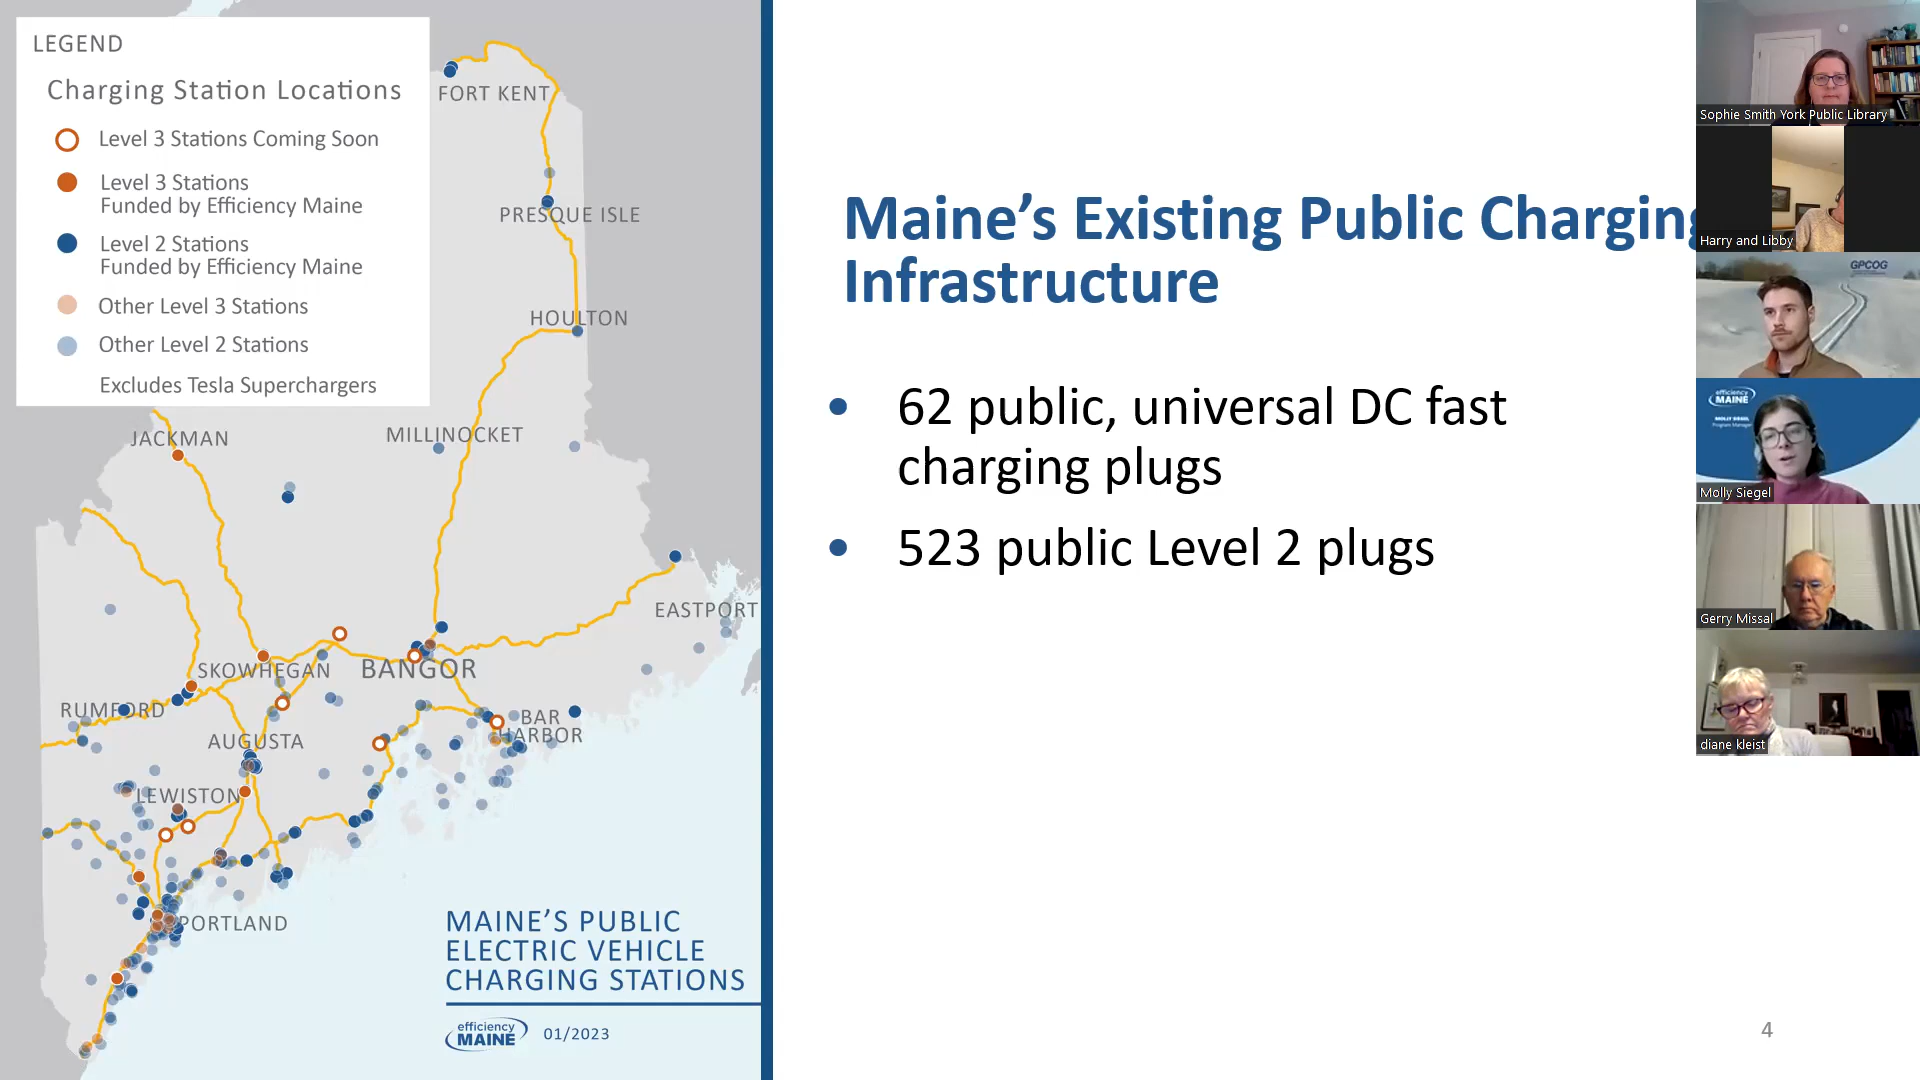 LEGEND
Charging Station Locations
Level 3 Stations Coming Soon
Level 3 Stations
Funded by Efficiency Maine
Level 2 Stations
Funded by Efficiency Maine
Other Level 3 Stations
Other Level 2 Stations
Excludes Tesla Superchargers
FORT KENT
PRESQUE ISLE
HOULTON
JACKMAN
MILLINOCKET
EASTPORT
SKOWHEGAN
BANGOR
RUMFORD
BAR
HARBOR
AUGUSTA
LEWISTON
PORTLAND
MAINE'S PUBLIC
ELECTRIC VEHICLE
CHARGING STATIONS
efficiency
MAINE
01/2023
Maine's Existing Public Charging
Infrastructure
• 62 public, universal DC fast
charging plugs
• 523 public Level 2 plugs
4
Sophie Smith York Public Library
Harry and Libby
GPCOG
efficiency
MAINE
MOLLY SIEGEL
Program Manager
Molly Siegel
Gerry Missal
diane kleist